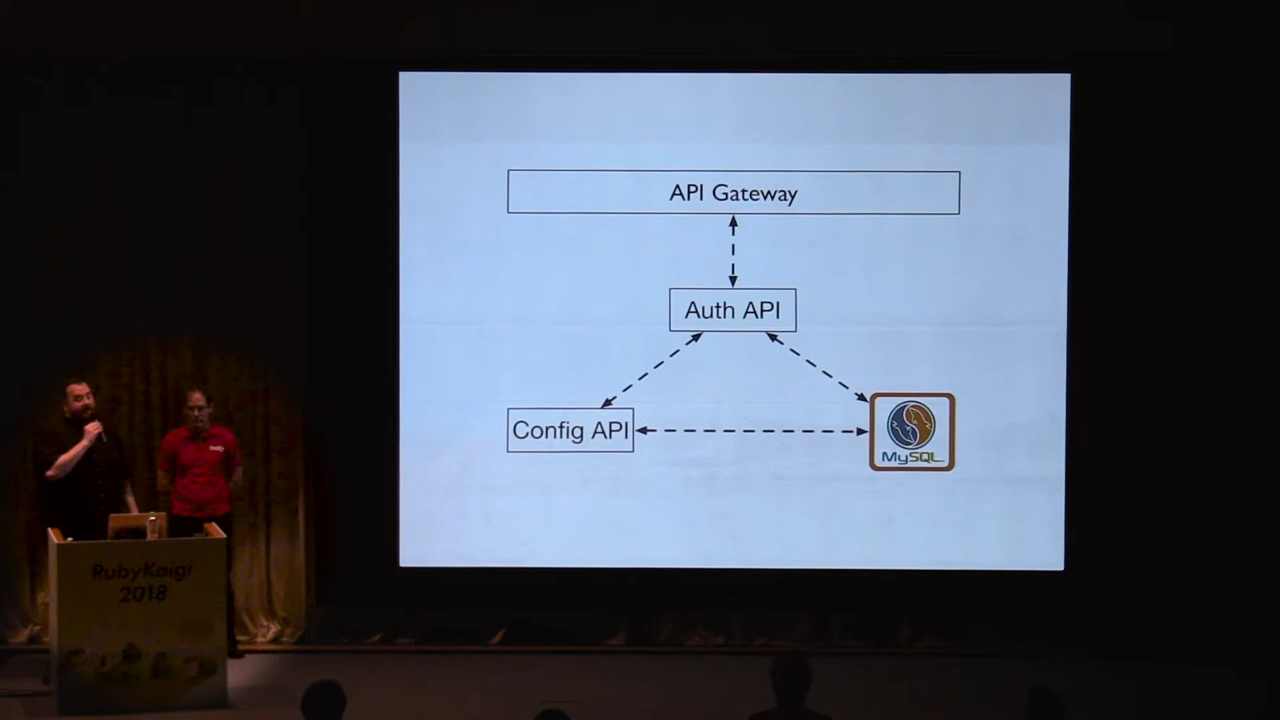 API Gateway
Auth API
Config API
MySQL
RubyKaigi
2018